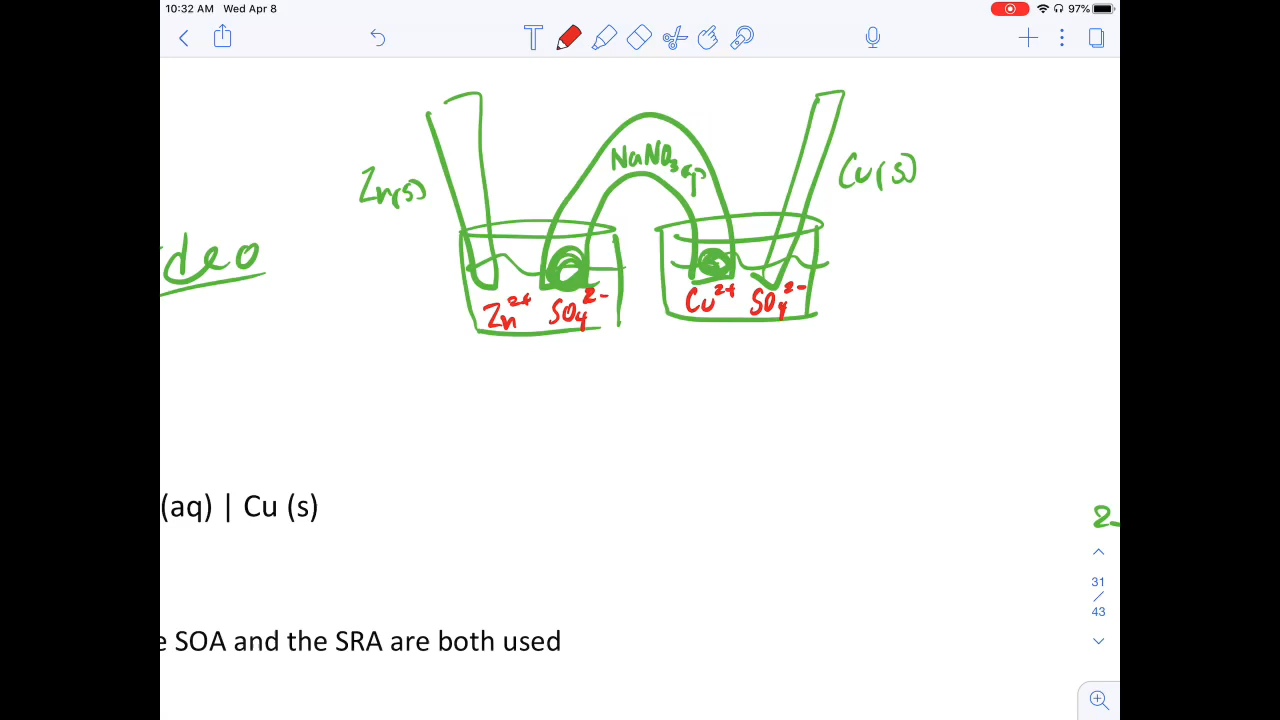 10:32 AM Wed Apr 8
97%
T
NaNO₃(aq)
Zn(s)
Cu(s)
deo
Zn²⁺ SO₄²⁻
Cu²⁺ SO₄²⁻
(aq) | Cu (s)
2-
31
/
43
e SOA and the SRA are both used